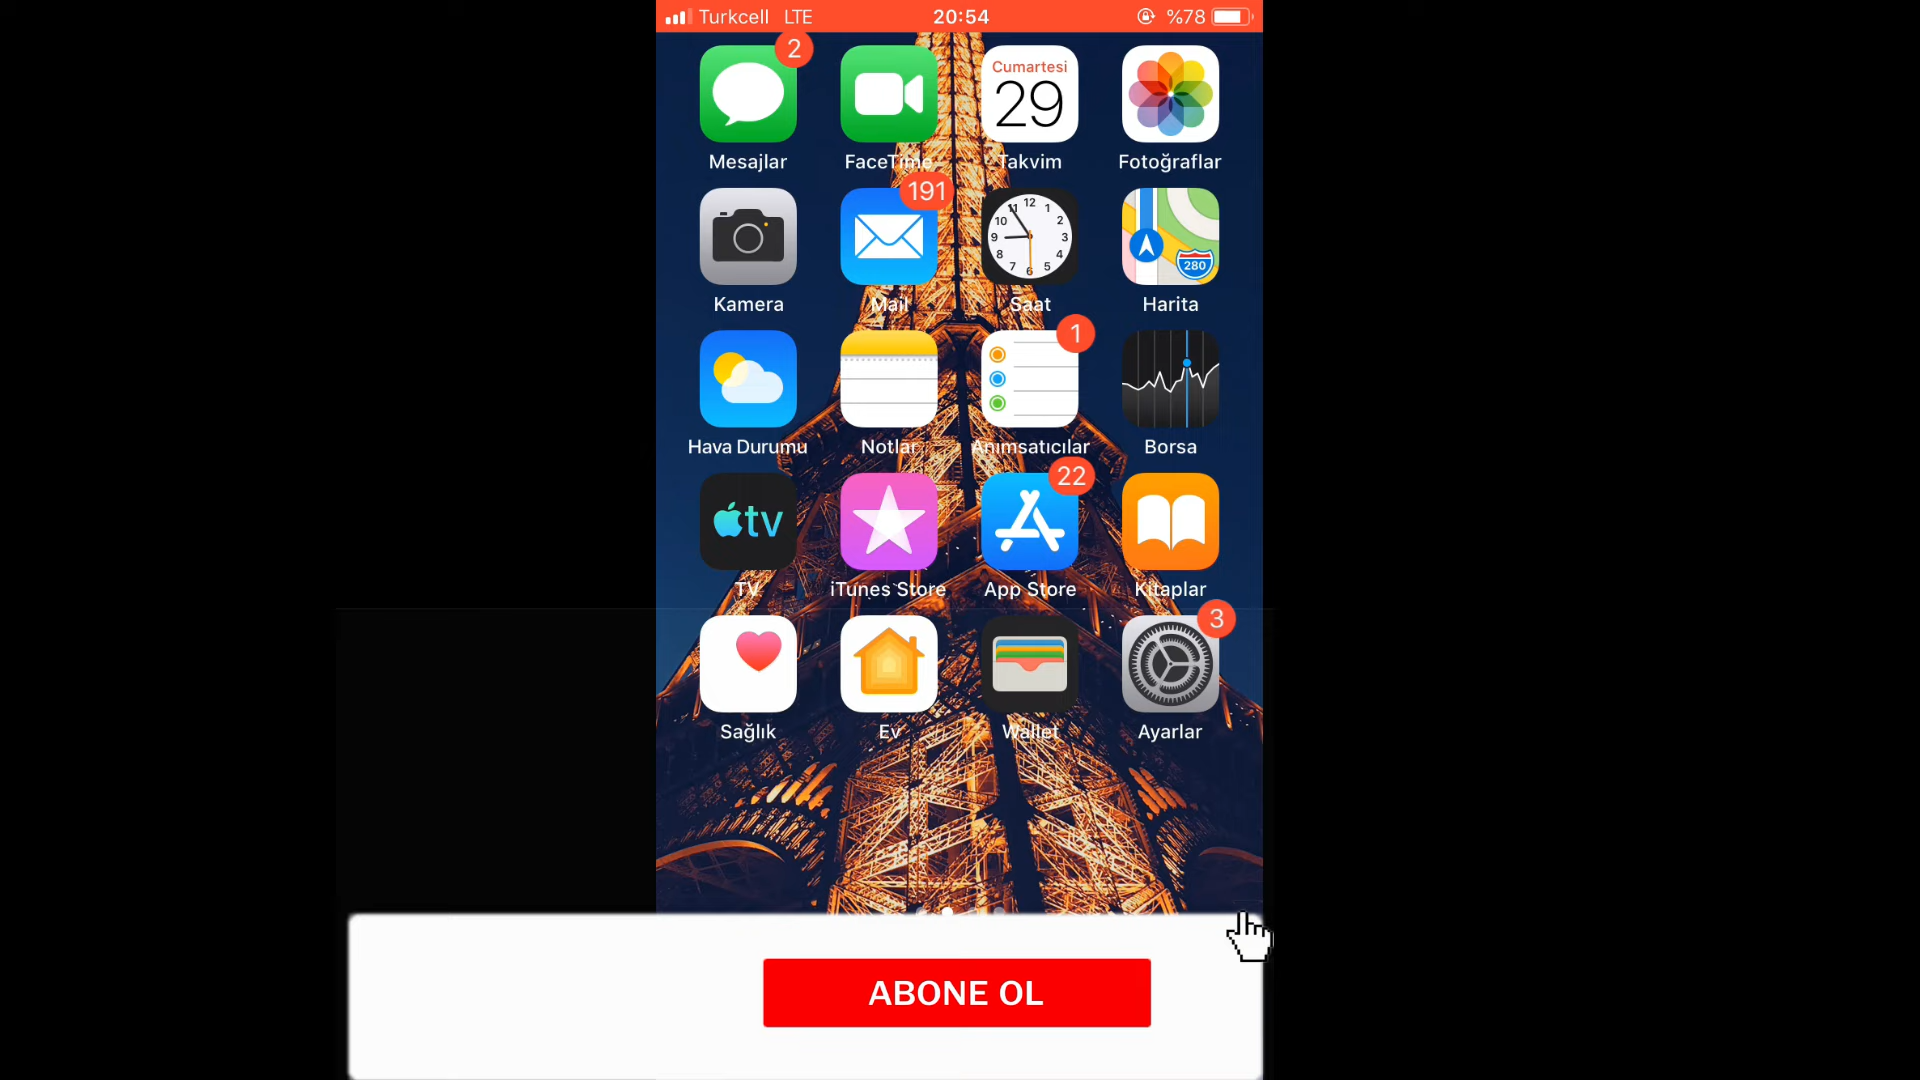 Turkcell LTE 20:54 %78
2
Cumartesi
29
Mesajlar FaceTime Takvim Fotoğraflar
191
12 1 2 3 4 5 6 7 8 9 10 11
280
Kamera Mail Saat Harita
1
Hava Durumu Notlar Anımsatıcılar Borsa
22
tv
TV iTunes Store App Store Kitaplar
3
Sağlık Ev Wallet Ayarlar
ABONE OL